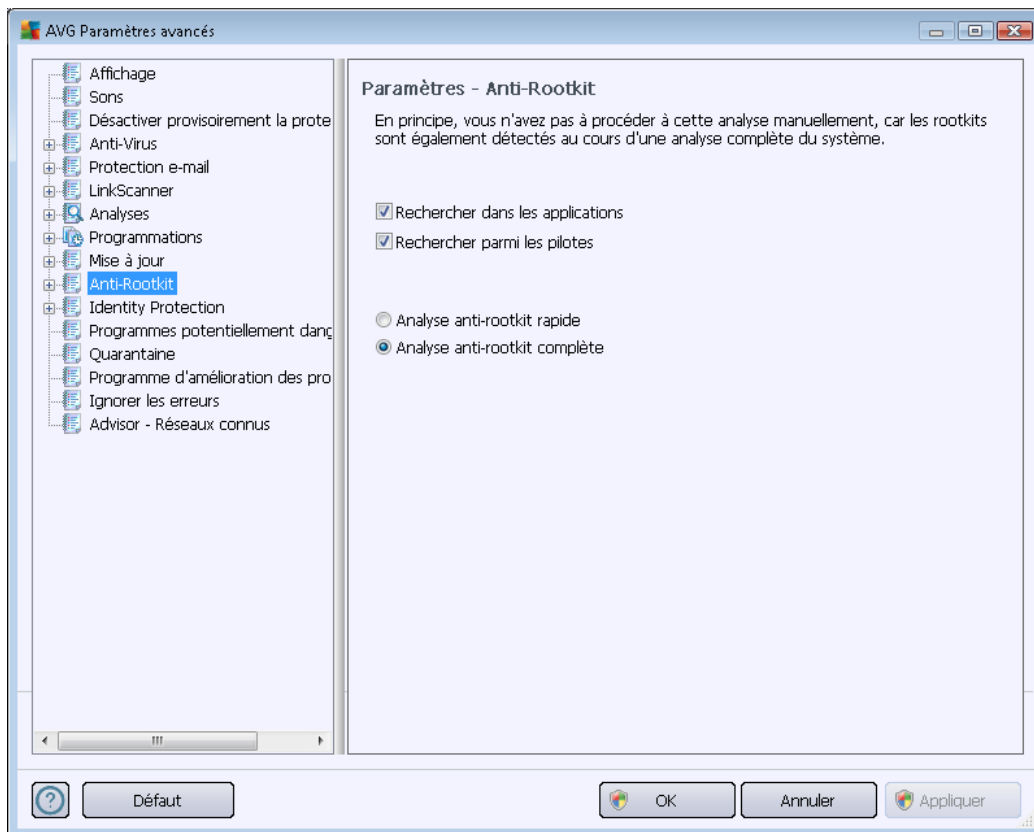 AVG Paramètres avancés
Affichage
Sons
Désactiver provisoirement la prote
Anti-Virus
Protection e-mail
LinkScanner
Analyses
Programmations
Mise à jour
Anti-Rootkit
Identity Protection
Programmes potentiellement dang
Quarantaine
Programme d'amélioration des pro
Ignorer les erreurs
Advisor - Réseaux connus
Paramètres - Anti-Rootkit
En principe, vous n'avez pas à procéder à cette analyse manuellement, car les rootkits
sont également détectés au cours d'une analyse complète du système.
Rechercher dans les applications
Rechercher parmi les pilotes
Analyse anti-rootkit rapide
Analyse anti-rootkit complète
Défaut
OK
Annuler
Appliquer